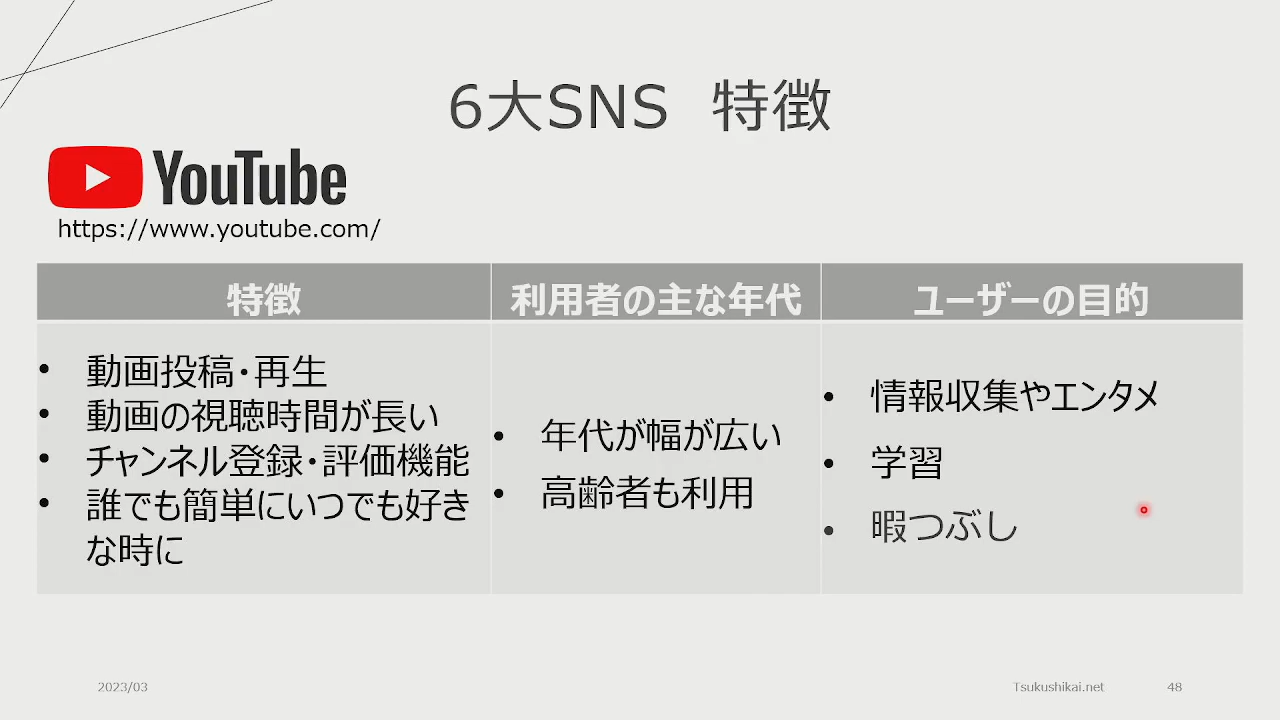 6大SNS 特徴
YouTube
https://www.youtube.com/
特徴
利用者の主な年代
ユーザーの目的
• 動画投稿・再生
• 動画の視聴時間が長い
• チャンネル登録・評価機能
• 誰でも簡単にいつでも好き
な時に
• 年代が幅が広い
• 高齢者も利用
• 情報収集やエンタメ
• 学習
• 暇つぶし
2023/03
Tsukushikai.net
48